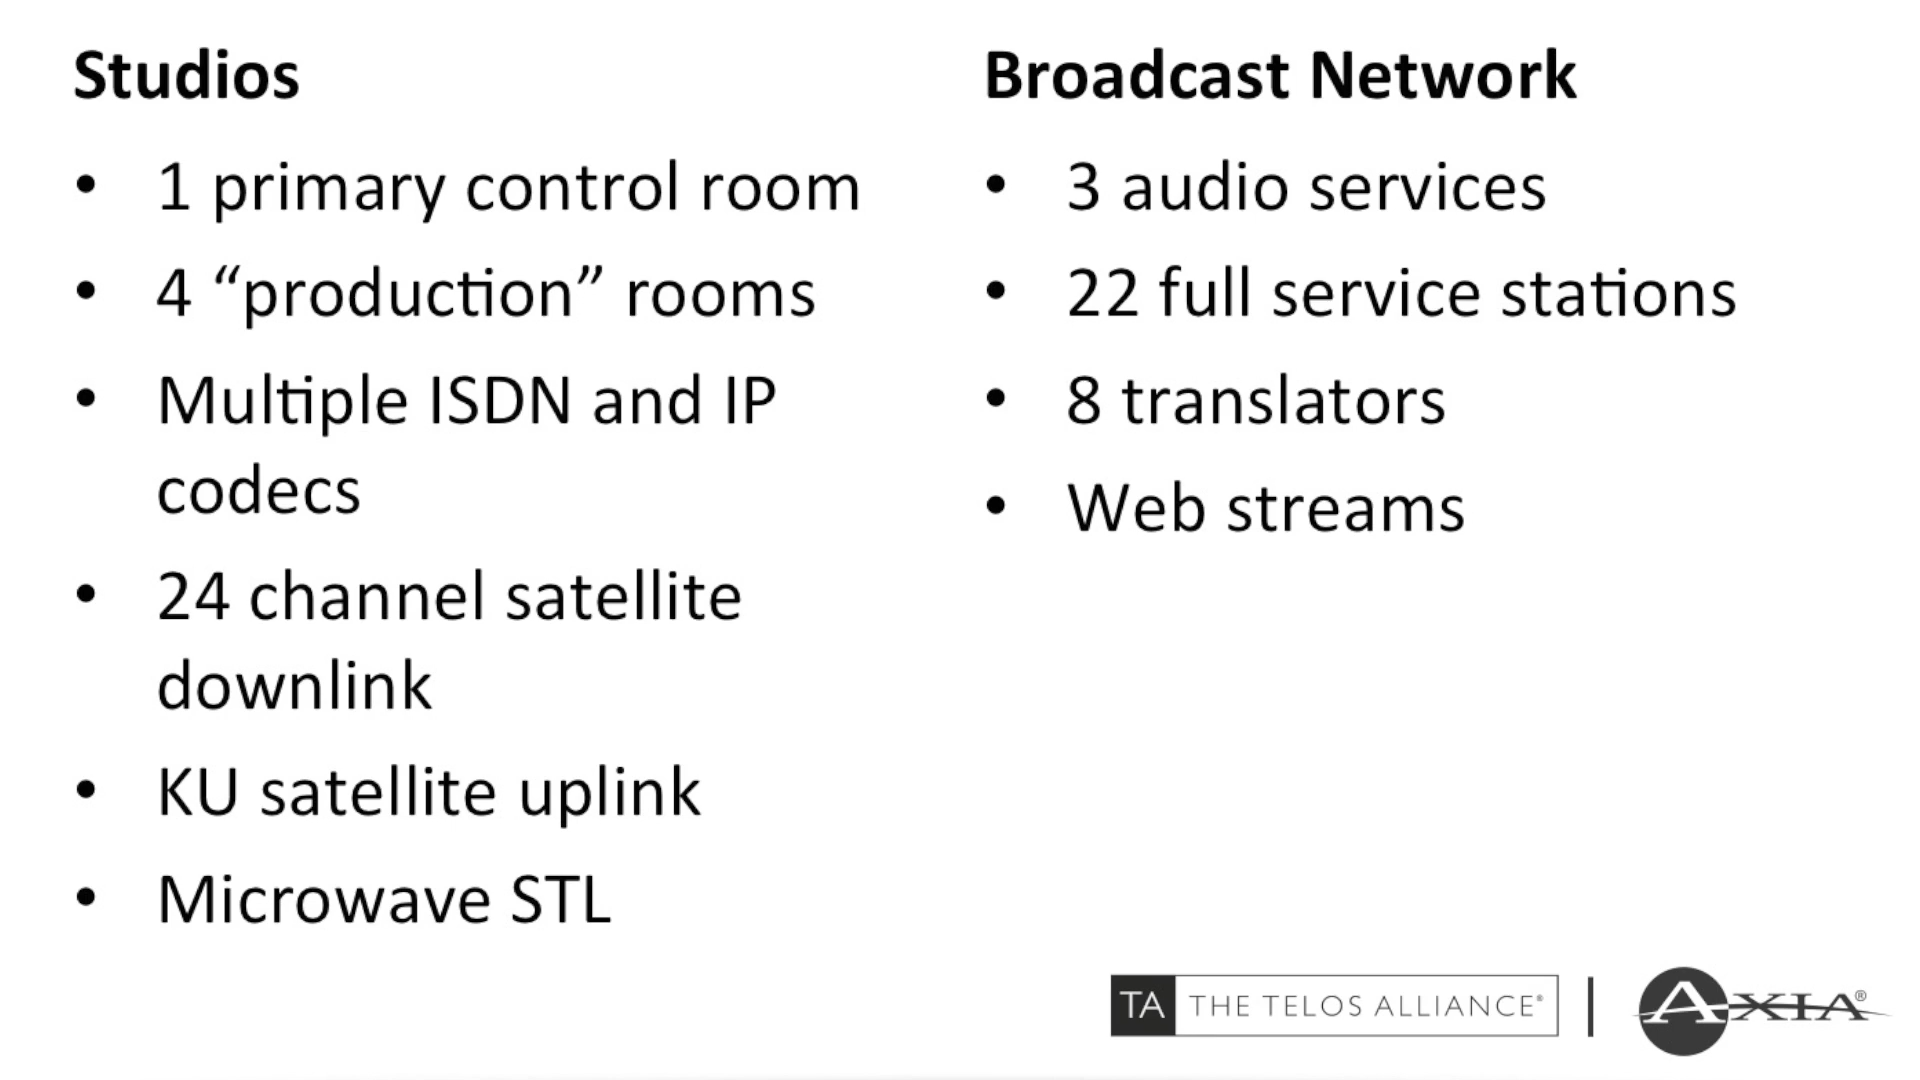 Studios
• 1 primary control room
• 4 “production” rooms
• Multiple ISDN and IP
codecs
• 24 channel satellite
downlink
• KU satellite uplink
• Microwave STL
Broadcast Network
• 3 audio services
• 22 full service stations
• 8 translators
• Web streams
TA THE TELOS ALLIANCE® | AXIA®